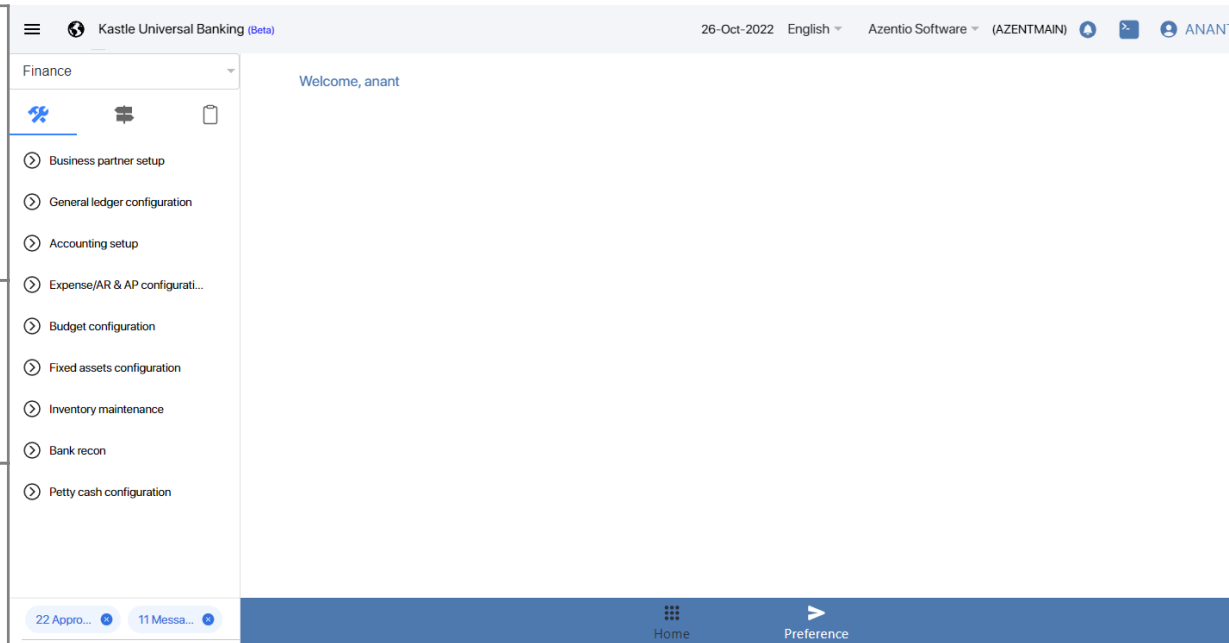 Kastle Universal Banking (Beta)
26-Oct-2022 English Azentio Software (AZENTMAIN) ANANT
Finance
Welcome, anant
Business partner setup
General ledger configuration
Accounting setup
Expense/AR & AP configurati...
Budget configuration
Fixed assets configuration
Inventory maintenance
Bank recon
Petty cash configuration
22 Appro... 11 Messa...
Home Preference